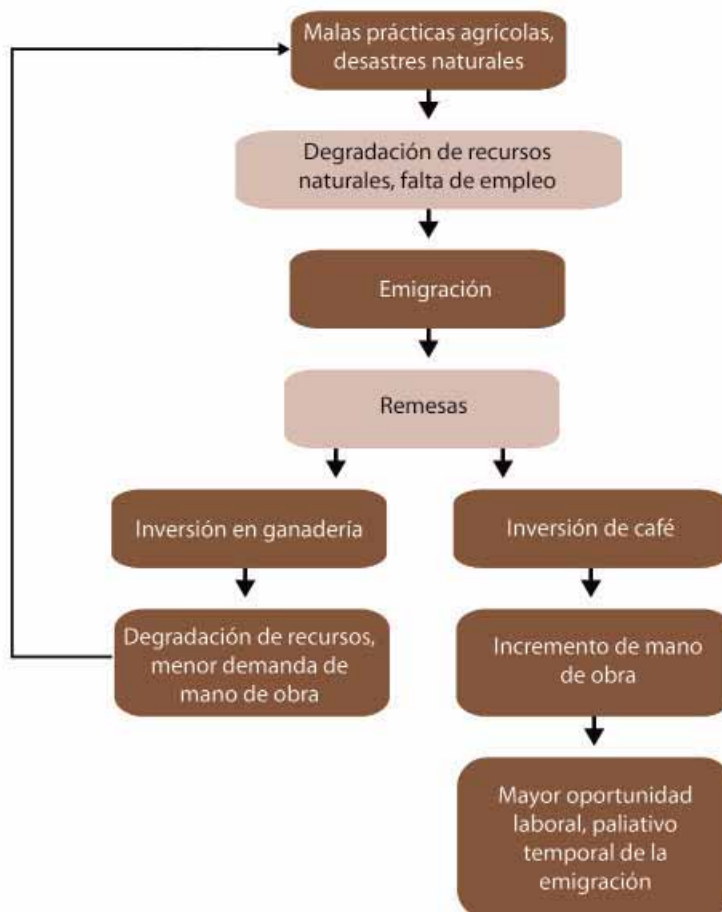 Malas prácticas agrícolas,
desastres naturales
Degradación de recursos
naturales, falta de empleo
Emigración
Remesas
Inversión en ganadería
Inversión de café
Degradación de recursos,
menor demanda de
mano de obra
Incremento de mano
de obra
Mayor oportunidad
laboral, paliativo
temporal de la
emigración